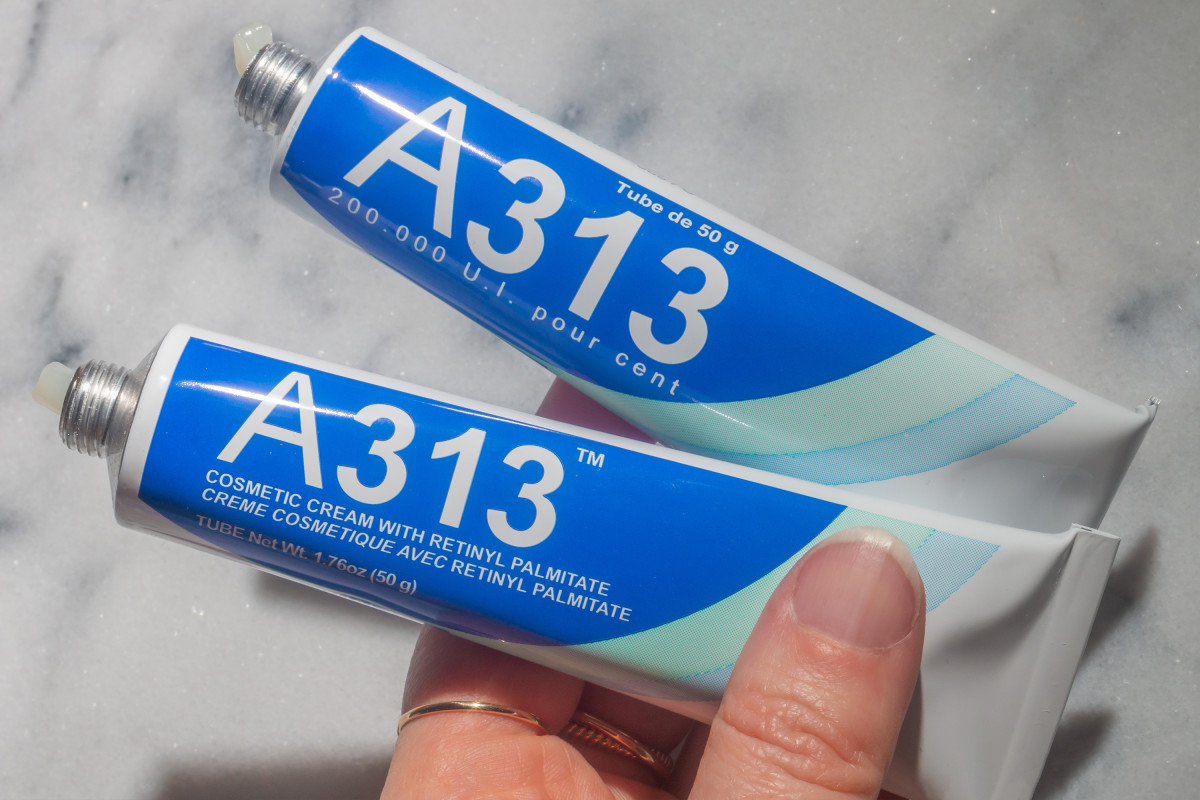 A313
Tube de 50 g
200.000 U.I. pour cent
A313™
COSMETIC CREAM WITH RETINYL PALMITATE
CREME COSMETIQUE AVEC RETINYL PALMITATE
TUBE Net Wt. 1.76oz (50 g)